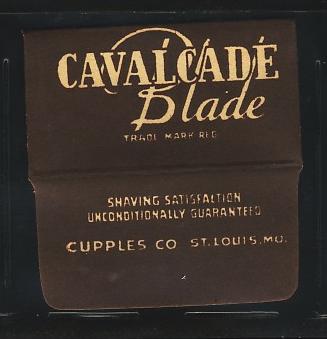 CAVALCADE
Blade
TRADE MARK REG
SHAVING SATISFACTION
UNCONDITIONALLY GUARANTEED
CUPPLES CO ST. LOUIS. MO.